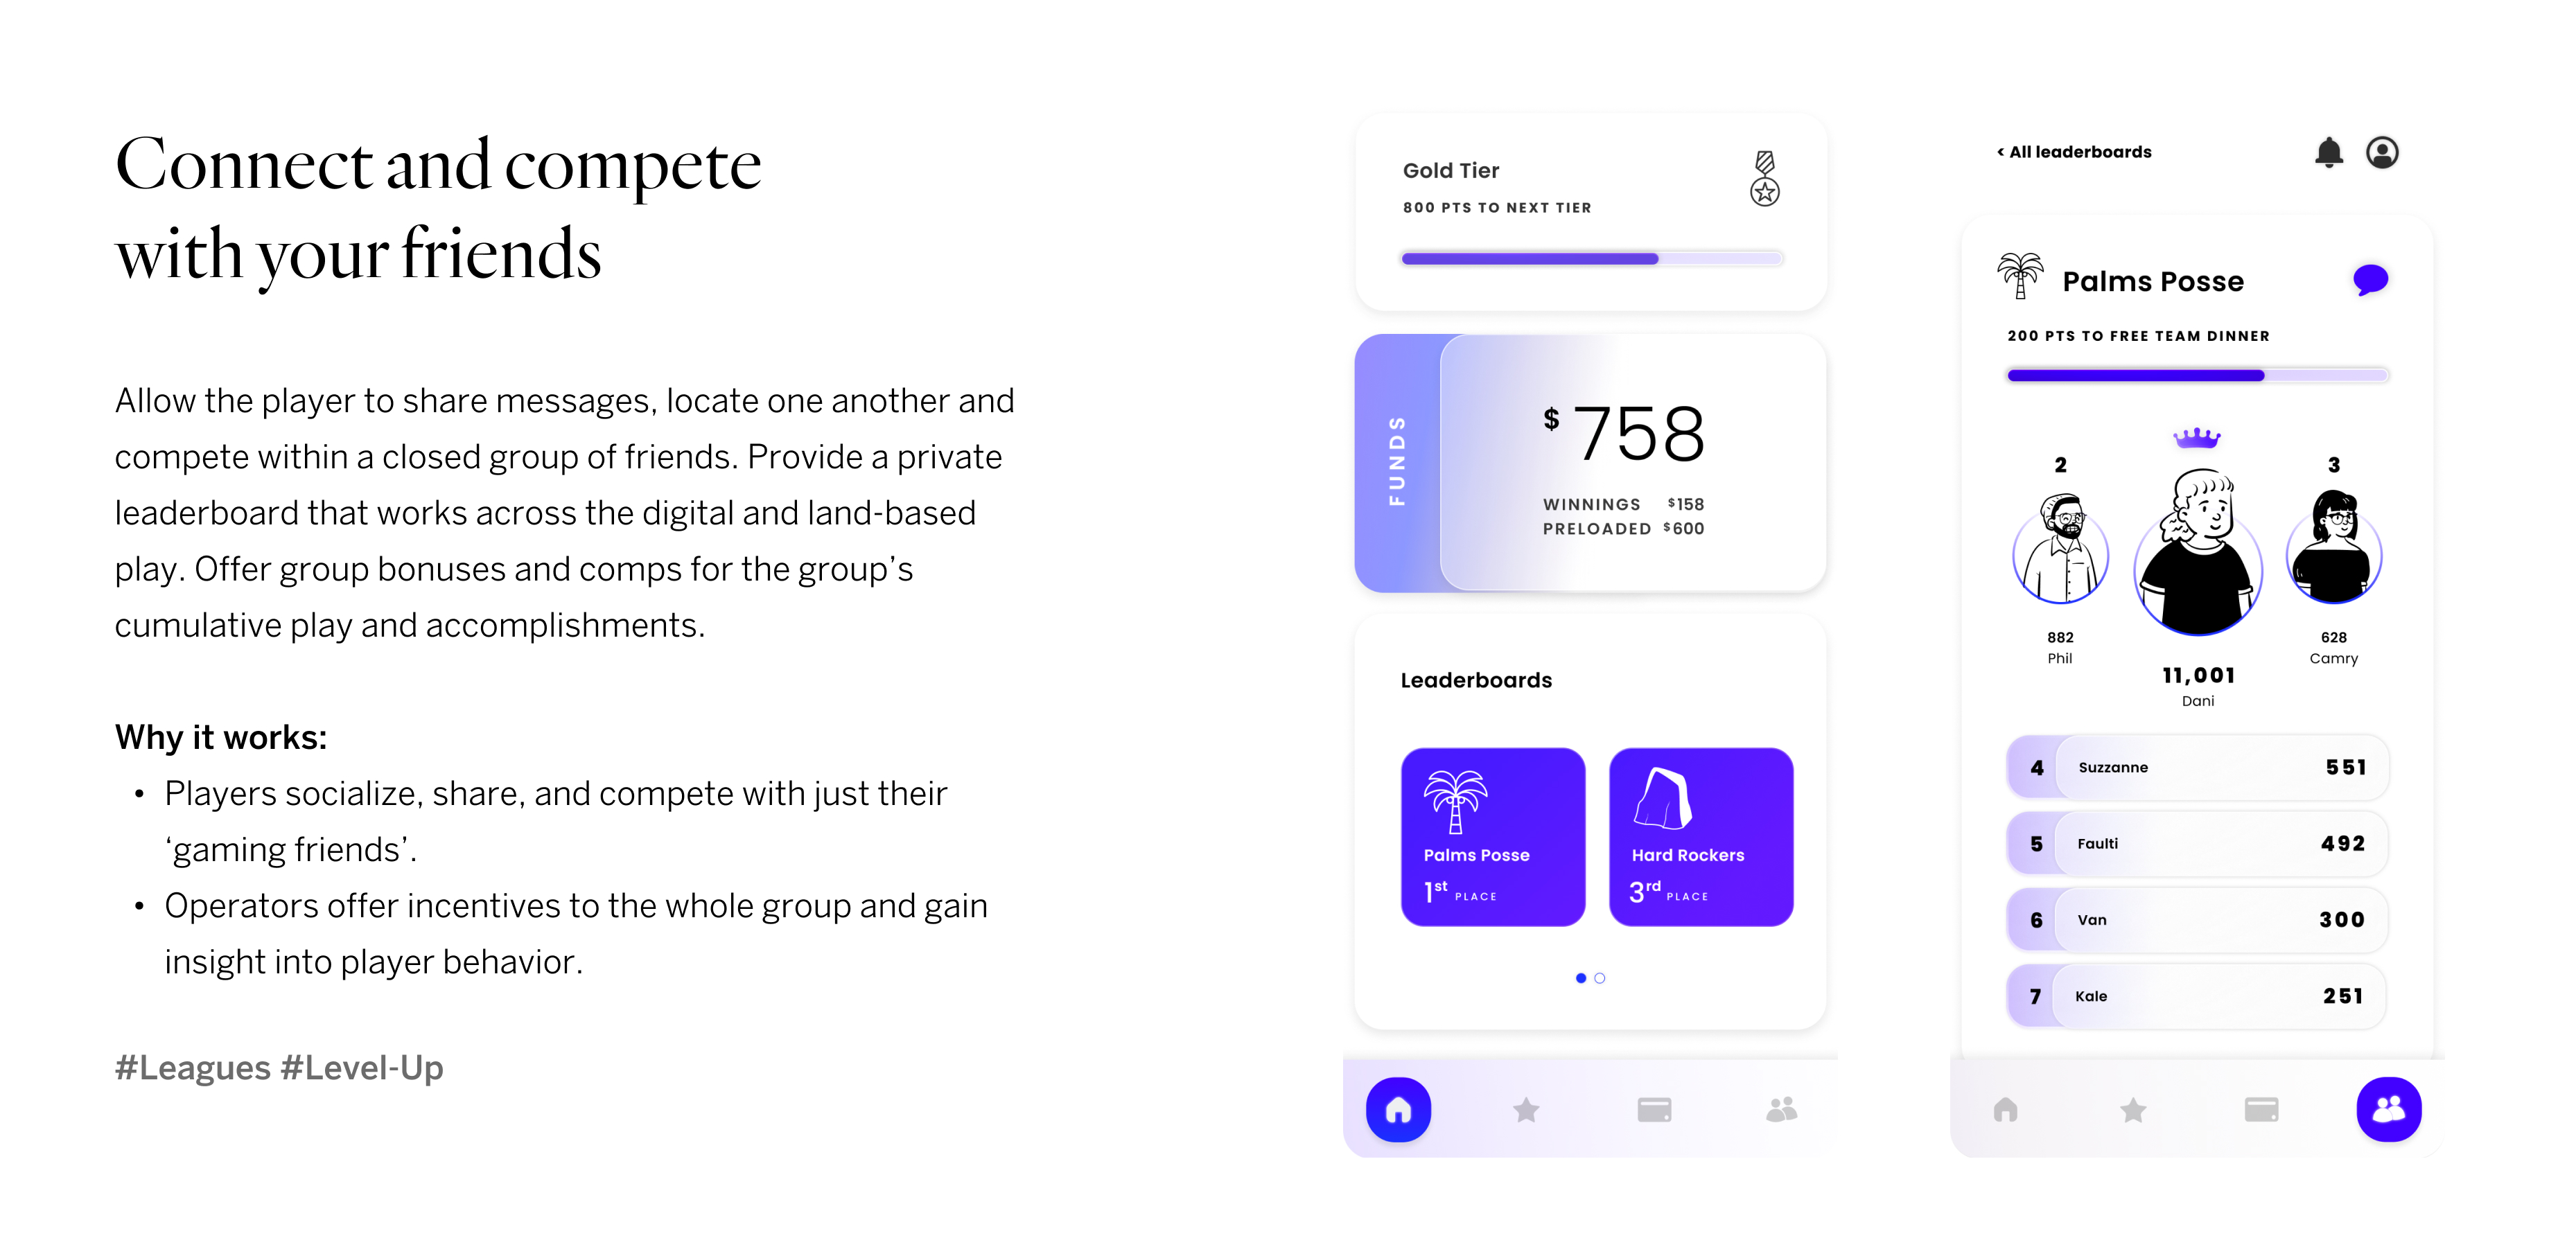 Connect and compete
with your friends
Allow the player to share messages, locate one another and
compete within a closed group of friends. Provide a private
leaderboard that works across the digital and land-based
play. Offer group bonuses and comps for the group’s
cumulative play and accomplishments.
Why it works:
• Players socialize, share, and compete with just their
‘gaming friends’.
• Operators offer incentives to the whole group and gain
insight into player behavior.
#Leagues #Level-Up
Gold Tier
800 PTS TO NEXT TIER
FUNDS
$ 758
WINNINGS $158
PRELOADED $600
Leaderboards
Palms Posse
1st PLACE
Hard Rockers
3rd PLACE
< All leaderboards
Palms Posse
200 PTS TO FREE TEAM DINNER
2
882
Phil
11,001
Dani
3
628
Camry
4 Suzzanne 551
5 Faulti 492
6 Van 300
7 Kale 251